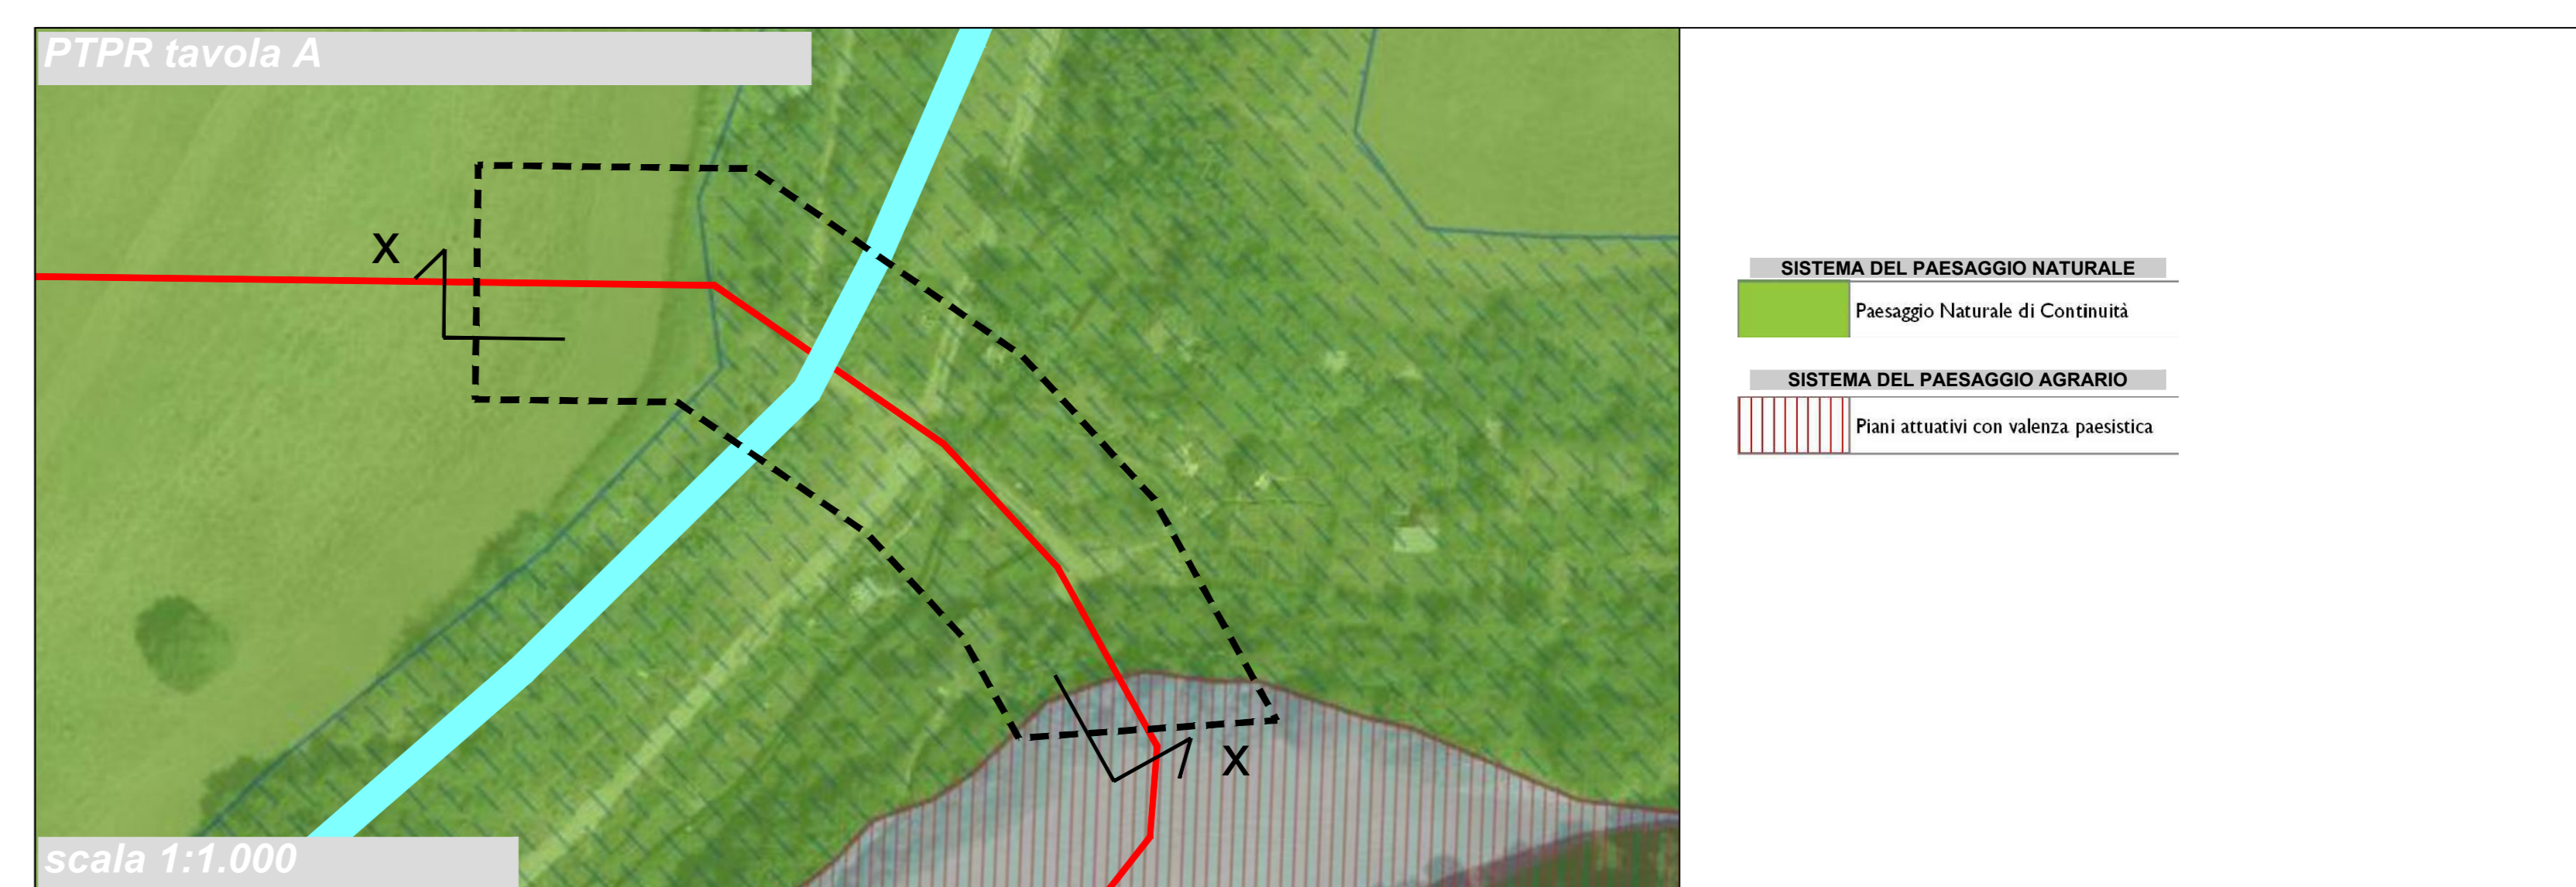 PTPR tavola A
X
X
scala 1:1.000
SISTEMA DEL PAESAGGIO NATURALE
Paesaggio Naturale di Continuità
SISTEMA DEL PAESAGGIO AGRARIO
Piani attuativi con valenza paesistica